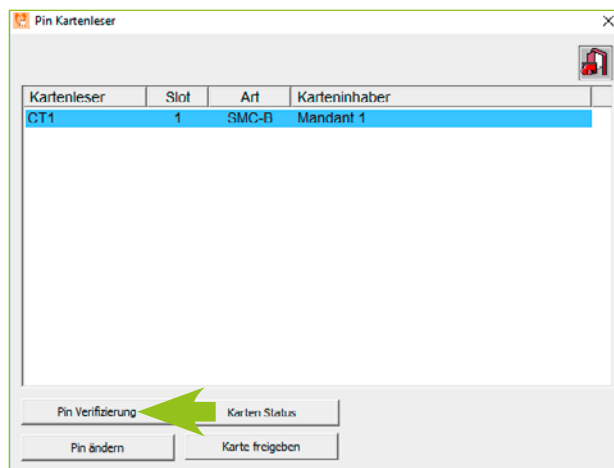 Pin Kartenleser
Kartenleser Slot Art Karteninhaber
CT1 1 SMC-B Mandant 1
Pin Verifizierung Karten Status
Pin ändern Karte freigeben